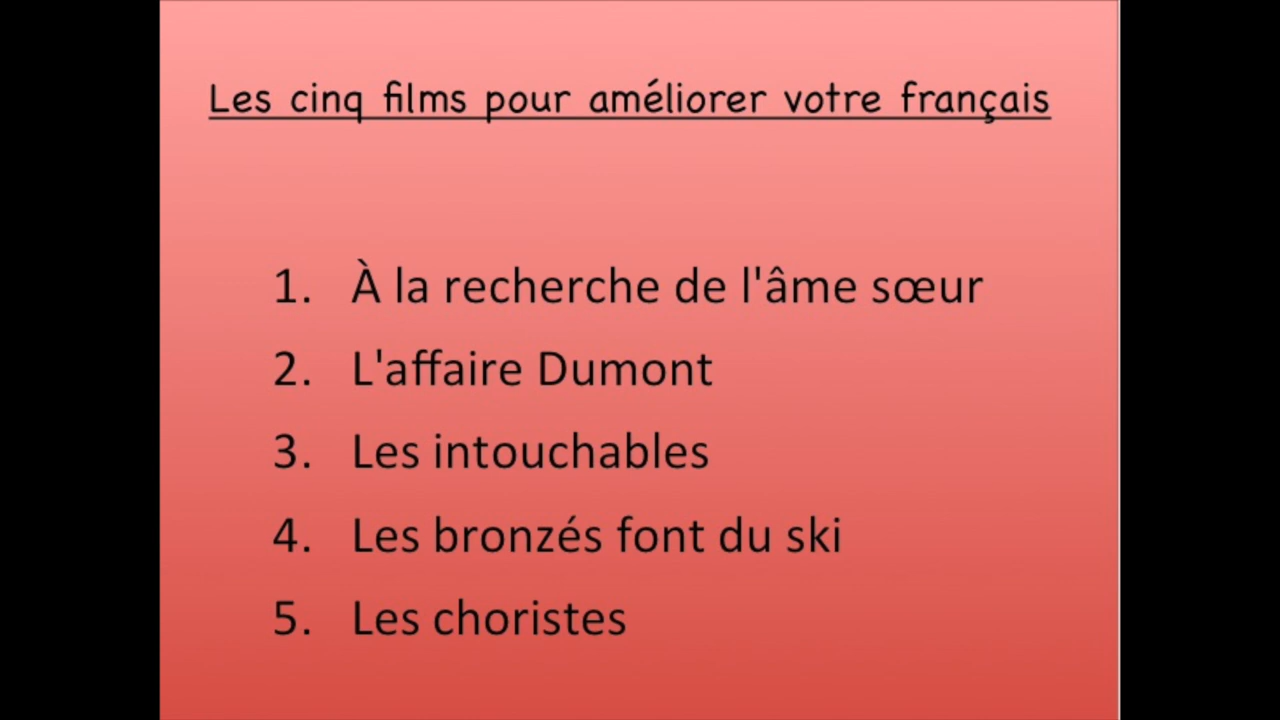 Les cinq films pour améliorer votre français
1. À la recherche de l'âme sœur
2. L'affaire Dumont
3. Les intouchables
4. Les bronzés font du ski
5. Les choristes